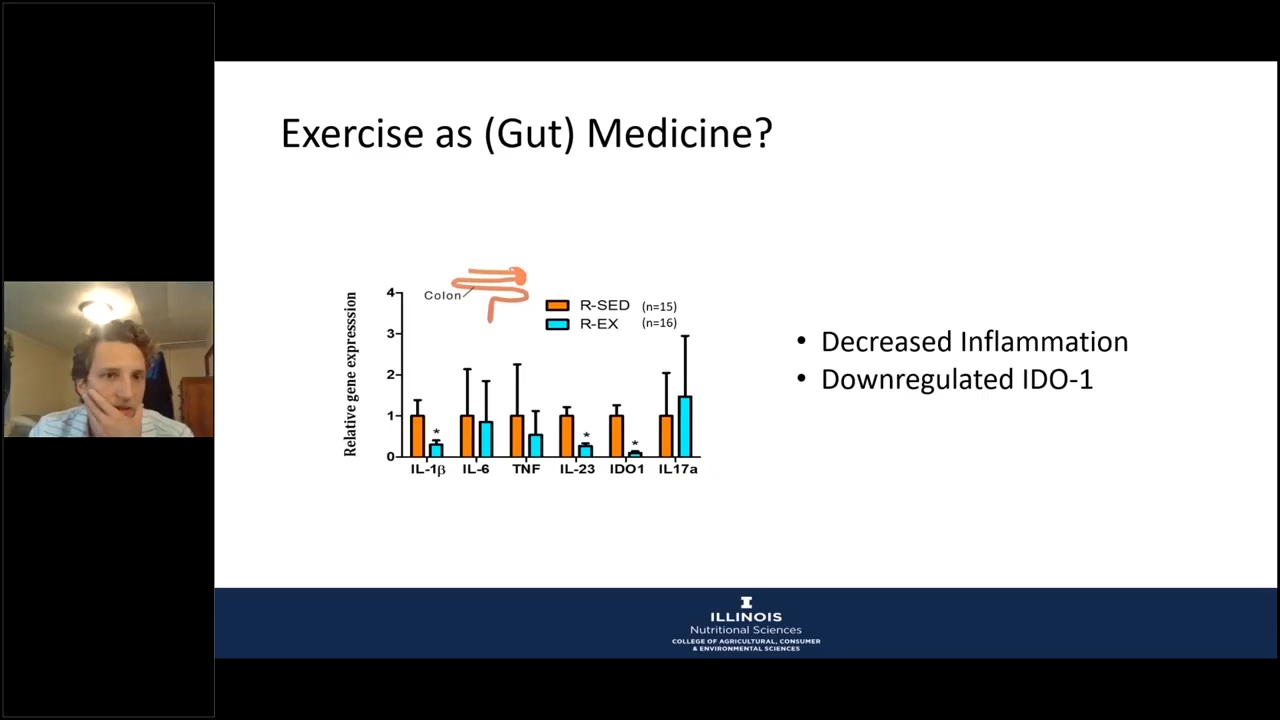 Exercise as (Gut) Medicine?
Relative gene expresssion
4
3
2
1
0
Colon
R-SED (n=15)
R-EX (n=16)
*
*
*
IL-1β IL-6 TNF IL-23 IDO1 IL17a
• Decreased Inflammation
• Downregulated IDO-1
I
ILLINOIS
Nutritional Sciences
COLLEGE OF AGRICULTURAL, CONSUMER
& ENVIRONMENTAL SCIENCES